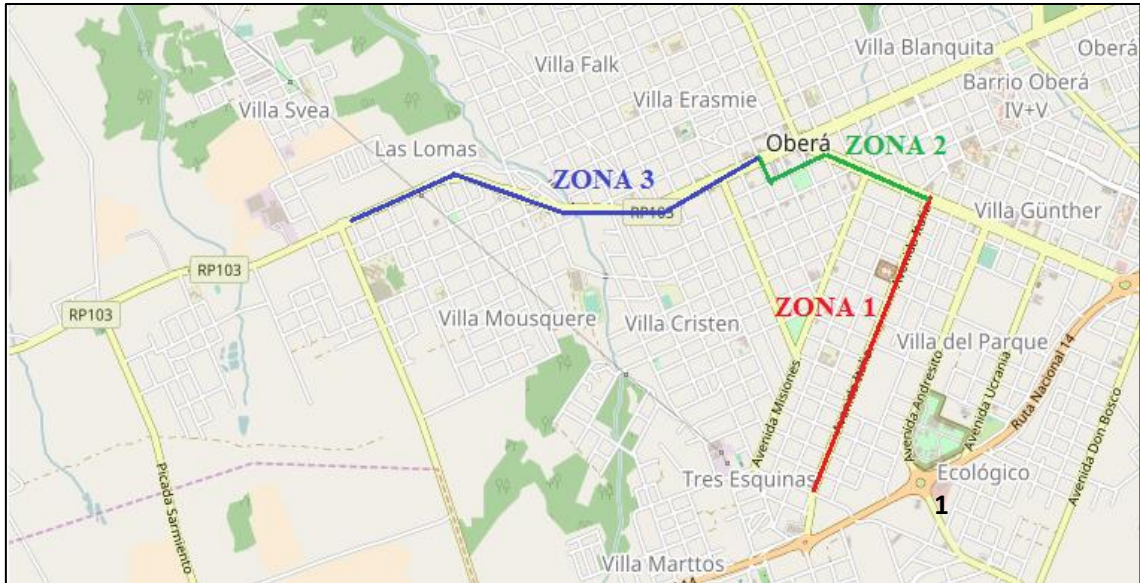 Villa Blanquita
Oberá
Villa Falk
Barrio Oberá
IV+V
Villa Erasmie
Villa Svea
Las Lomas
Oberá
ZONA 2
ZONA 3
RP103
Villa Günther
RP103
RP103
ZONA 1
Villa Mousquere
Villa Cristen
Villa del Parque
Ruta Nacional 14
Avenida Misiones
Avenida Andresito
Avenida Ucrania
Avenida Don Bosco
Tres Esquinas
Ecológico
1
Picada Sarmiento
Villa Marttos
14